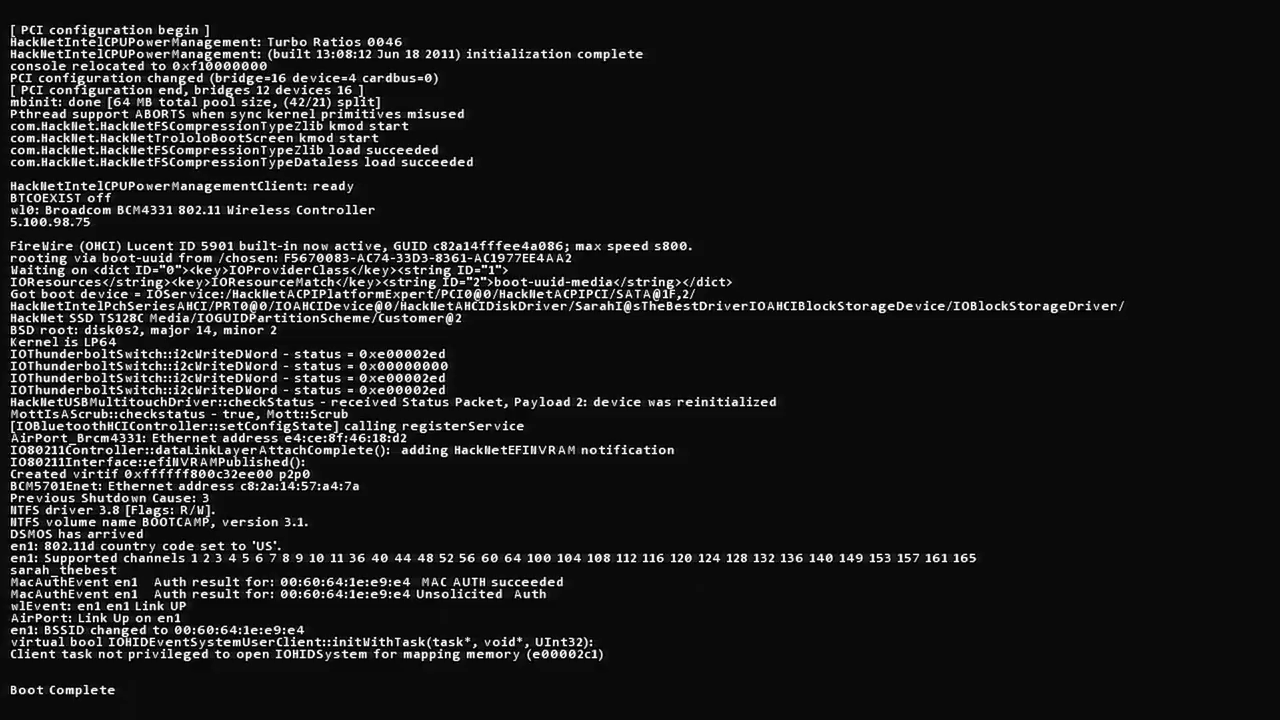 [ PCI configuration begin ]
HackNetIntelCPUPowerManagement: Turbo Ratios 0046
HackNetIntelCPUPowerManagement: (built 13:08:12 Jun 18 2011) initialization complete
console relocated to 0xf10000000
PCI configuration changed (bridge=16 device=4 cardbus=0)
[ PCI configuration end, bridges 12 devices 16 ]
mbinit: done [64 MB total pool size, (42/21) split]
Pthread support ABORTS when sync kernel primitives misused
com.HackNet.HackNetFSCompressionTypeZlib kmod start
com.HackNet.HackNetTrololoBootScreen kmod start
com.HackNet.HackNetFSCompressionTypeZlib load succeeded
com.HackNet.HackNetFSCompressionTypeDataless load succeeded
HackNetIntelCPUPowerManagementClient: ready
BTCOEXIST off
wl0: Broadcom BCM4331 802.11 Wireless Controller
5.100.98.75
FireWire (OHCI) Lucent ID 5901 built-in now active, GUID c82a14fffee4a086; max speed s800.
rooting via boot-uuid from /chosen: F5670083-AC74-33D3-8361-AC1977EE4AA2
Waiting on <dict ID="0"><key>IOProviderClass</key><string ID="1">
IOResources</string><key>IOResourceMatch</key><string ID="2">boot-uuid-media</string></dict>
Got boot device = IOService:/HackNetACPIPlatformExpert/PCI0@0/HackNetACPIPCI/SATA@1F,2/
HackNetIntelPchSeriesAHCI/PRT0@0/IOAHCIDevice@0/HackNetAHCIDiskDriver/SarahI@sTheBestDriverIOAHCIBlockStorageDevice/IOBlockStorageDriver/
HackNet SSD TS128C Media/IOGUIDPartitionScheme/Customer@2
BSD root: disk0s2, major 14, minor 2
Kernel is LP64
IOThunderboltSwitch::i2cWriteDWord - status = 0xe00002ed
IOThunderboltSwitch::i2cWriteDWord - status = 0x00000000
IOThunderboltSwitch::i2cWriteDWord - status = 0xe00002ed
IOThunderboltSwitch::i2cWriteDWord - status = 0xe00002ed
HackNetUSBMultitouchDriver::checkStatus - received Status Packet, Payload 2: device was reinitialized
MottIsAScrub::checkstatus - true, Mott::Scrub
[IOBluetoothHCIController::setConfigState] calling registerService
AirPort_Brcm4331: Ethernet address e4:ce:8f:46:18:d2
IO80211Controller::dataLinkLayerAttachComplete():  adding HackNetEFINVRAM notification
IO80211Interface::efiNVRAMPublished():
Created virtif 0xffffff800c32ee00 p2p0
BCM5701Enet: Ethernet address c8:2a:14:57:a4:7a
Previous Shutdown Cause: 3
NTFS driver 3.8 [Flags: R/W].
NTFS volume name BOOTCAMP, version 3.1.
DSMOS has arrived
en1: 802.11d country code set to 'US'.
en1: Supported channels 1 2 3 4 5 6 7 8 9 10 11 36 40 44 48 52 56 60 64 100 104 108 112 116 120 124 128 132 136 140 149 153 157 161 165
sarah_thebest
MacAuthEvent en1  Auth result for: 00:60:64:1e:e9:e4  MAC AUTH succeeded
MacAuthEvent en1  Auth result for: 00:60:64:1e:e9:e4 Unsolicited  Auth
wlEvent: en1 en1 Link UP
AirPort: Link Up on en1
en1: BSSID changed to 00:60:64:1e:e9:e4
virtual bool IOHIDEventSystemUserClient::initWithTask(task*, void*, UInt32):
Client task not privileged to open IOHIDSystem for mapping memory (e00002c1)
Boot Complete